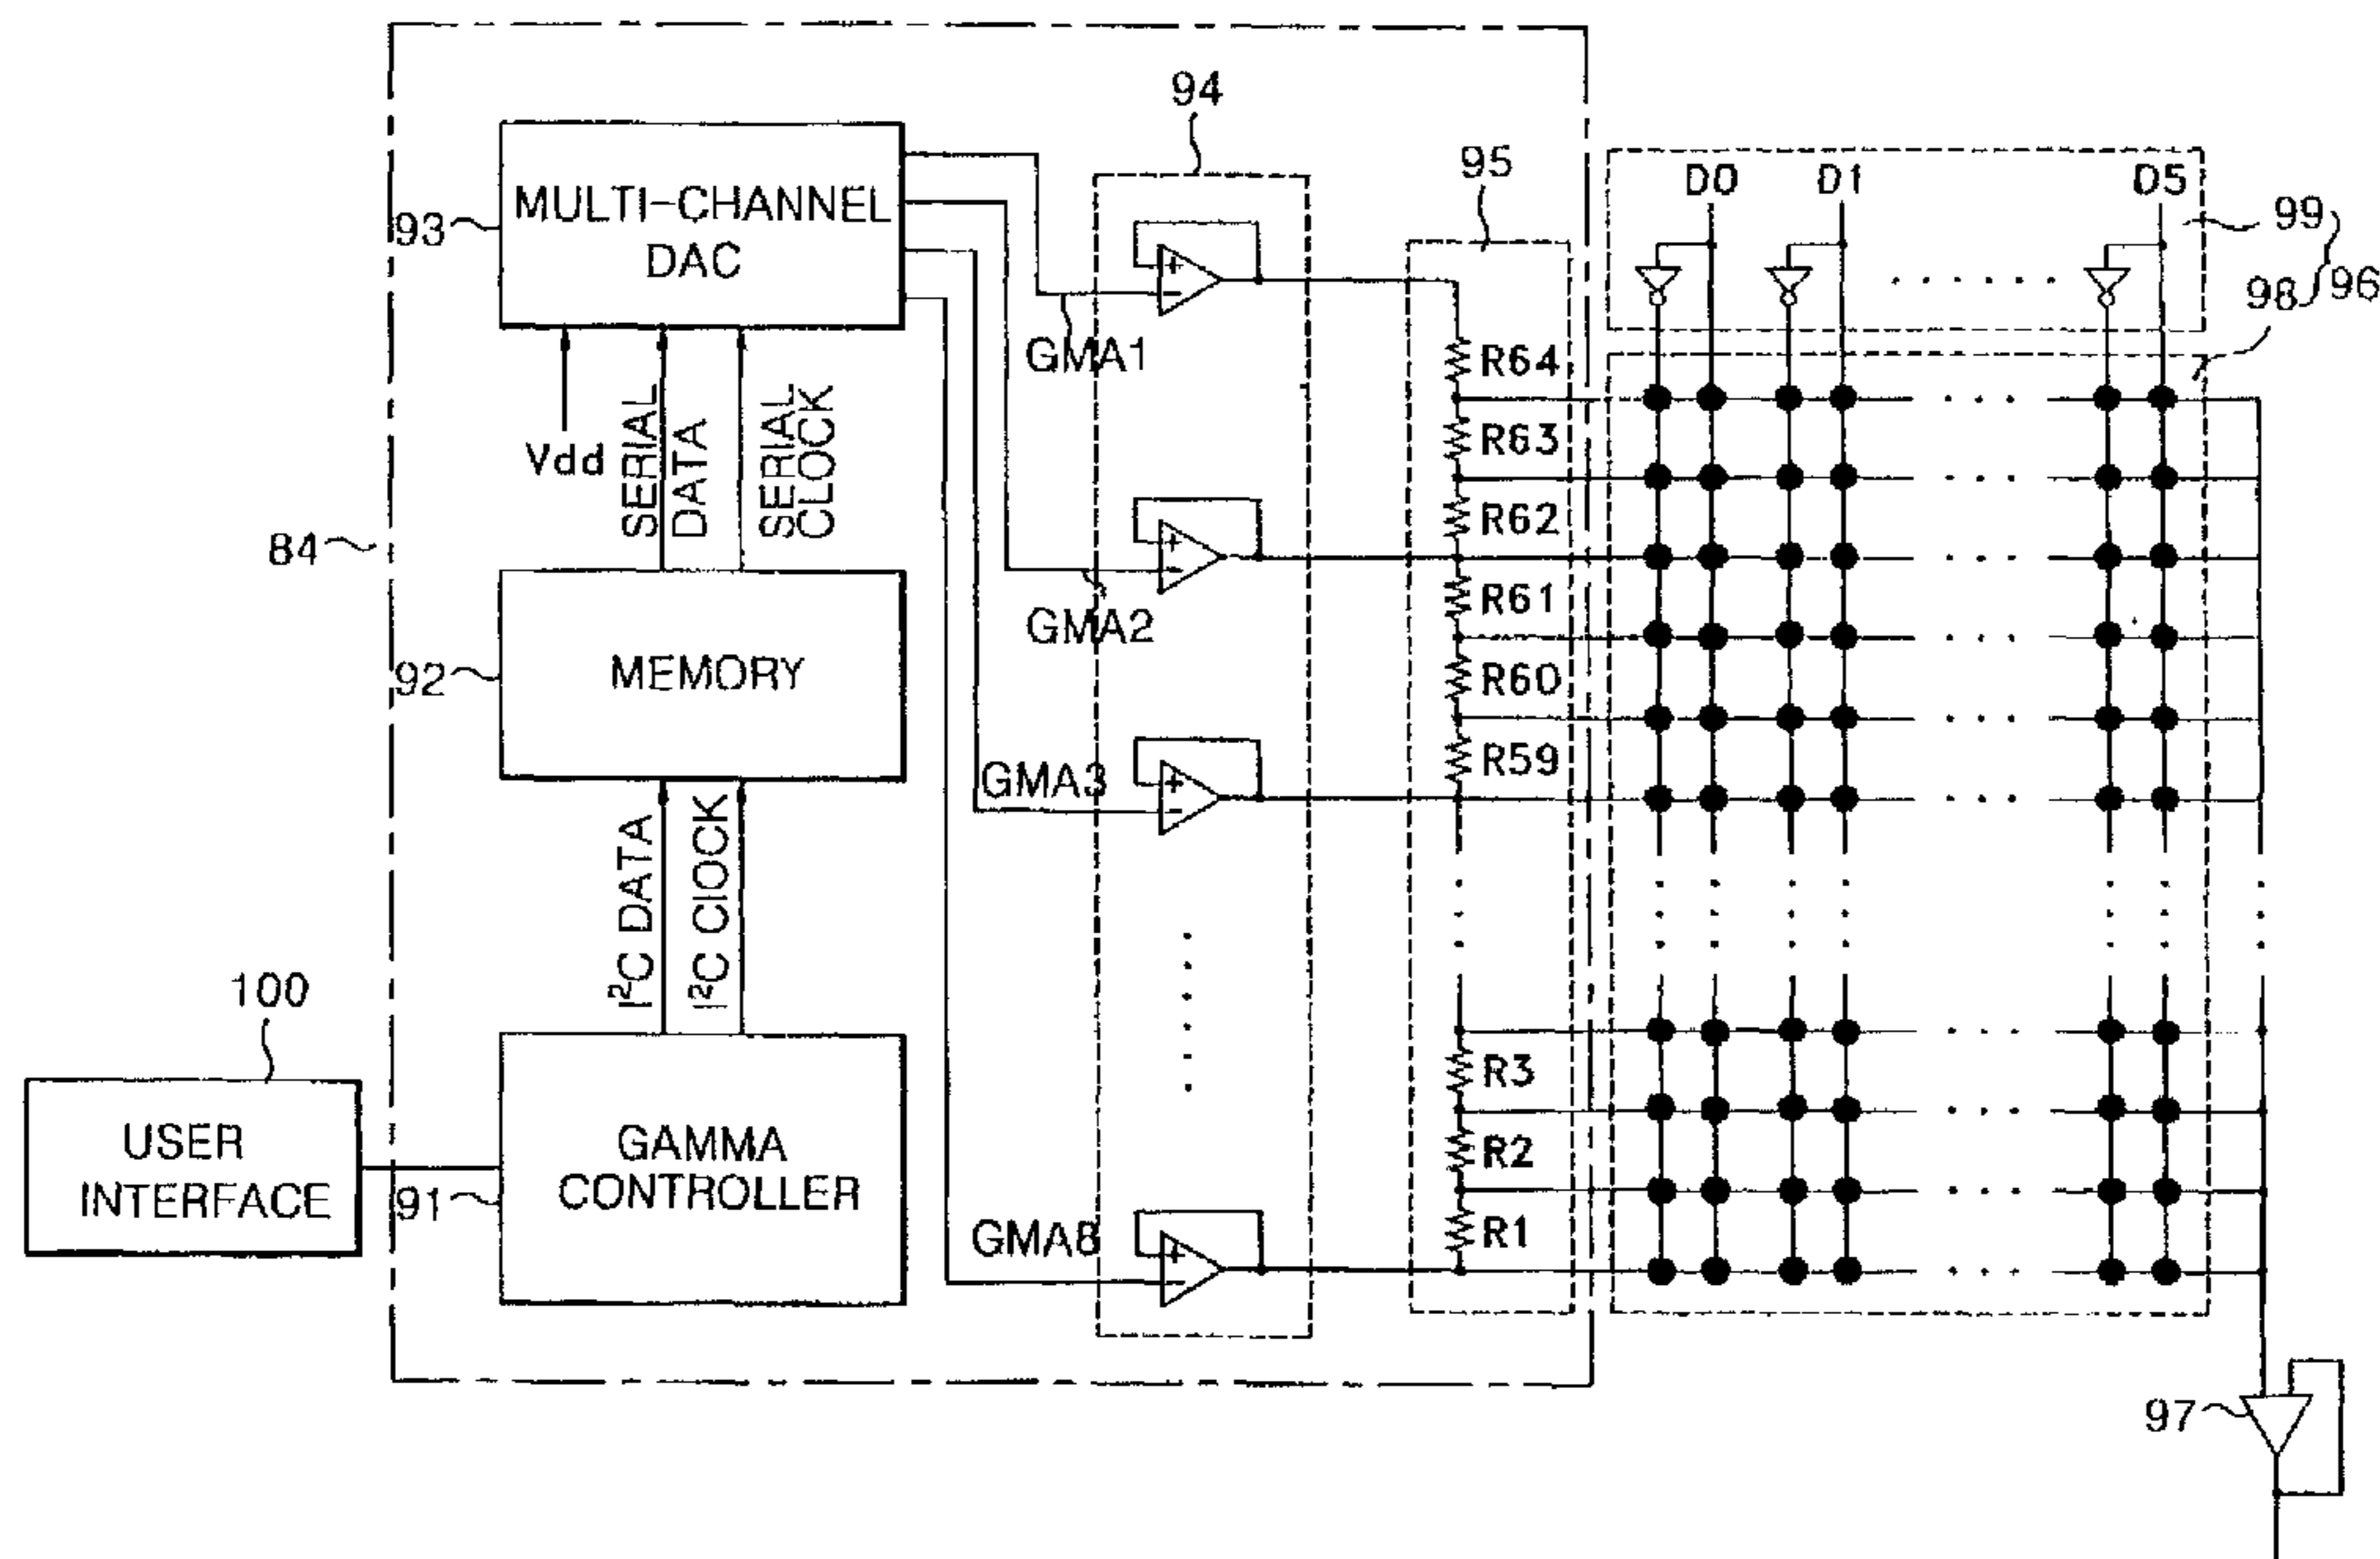 94
95
MULTI-CHANNEL
DAC
93
D0 D1 D5
99
98
96
GMA1
R64
R63
R62
R61
R60
R59
Vdd
SERIAL
DATA
SERIAL
CLOCK
84
GMA2
MEMORY
92
GMA3
I²C DATA
I²C ClOCK
100
USER
INTERFACE
GAMMA
CONTROLLER
91
GMA8
R3
R2
R1
97